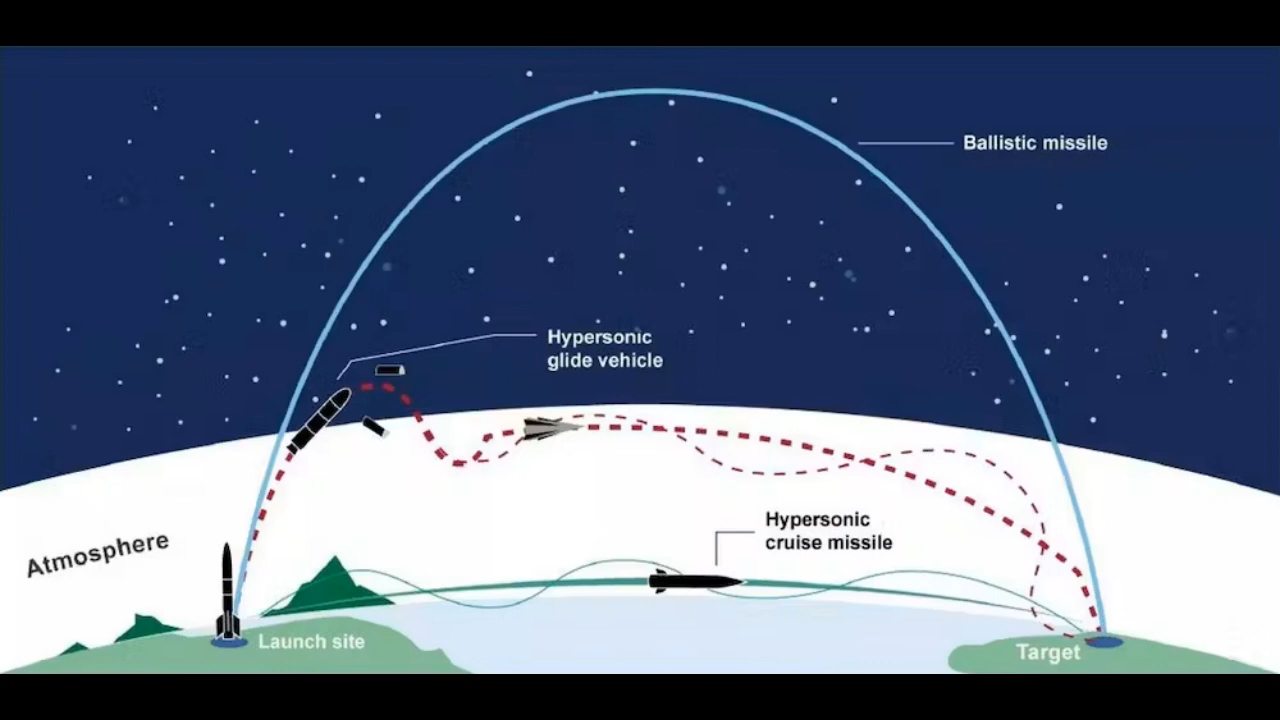 Ballistic missile
Hypersonic
glide vehicle
Hypersonic
cruise missile
Atmosphere
Launch site
Target